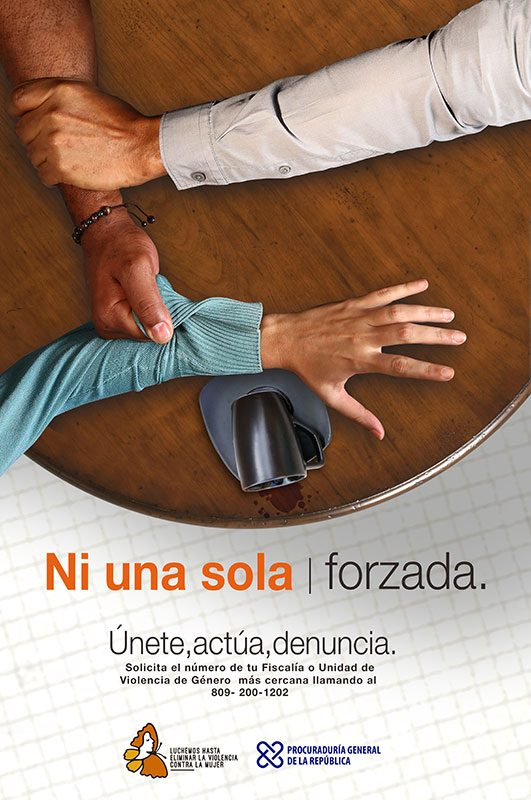 Ni una sola | forzada.
Únete,actúa,denuncia.
Solicita el número de tu Fiscalía o Unidad de
Violencia de Género más cercana llamando al
809- 200-1202
LUCHEMOS HASTA
ELIMINAR LA VIOLENCIA
CONTRA LA MUJER
PROCURADURÍA GENERAL
DE LA REPÚBLICA